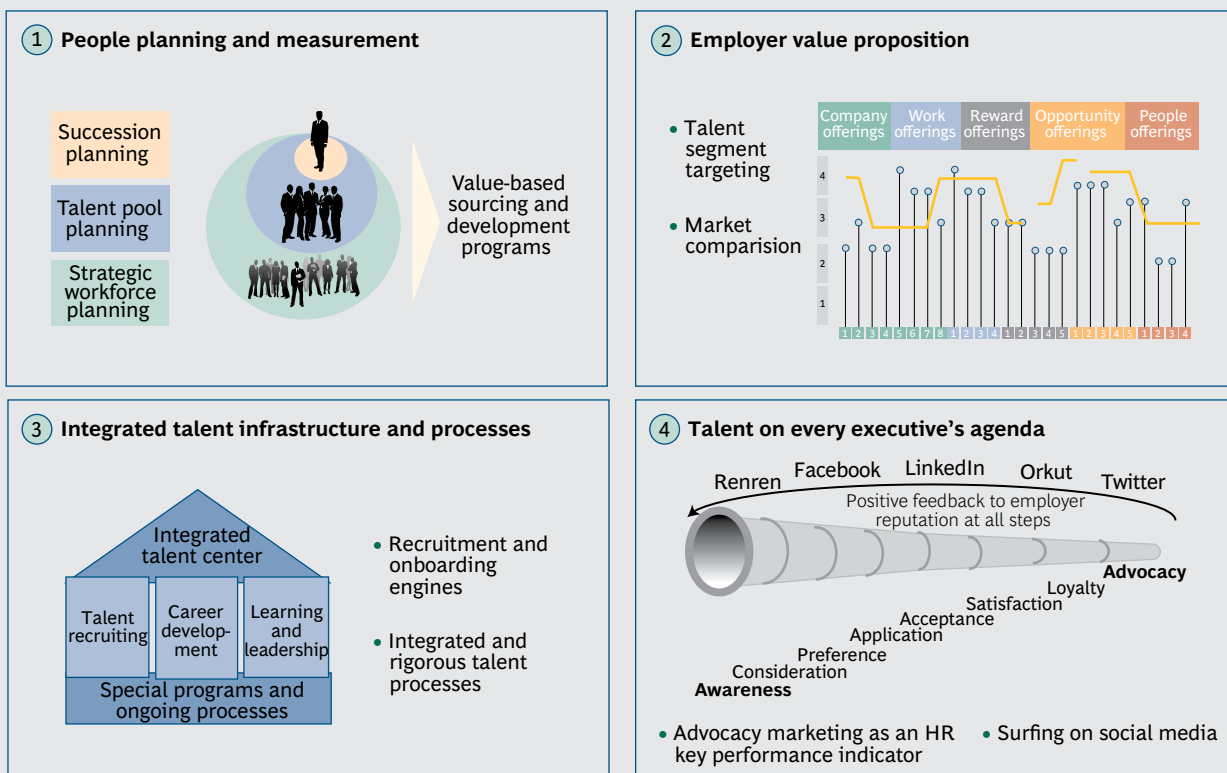 1 People planning and measurement
Succession
planning
Talent pool
planning
Strategic
workforce
planning
Value-based
sourcing and
development
programs
2 Employer value proposition
• Talent
segment
targeting
• Market
comparision
Company Work Reward Opportunity People
offerings offerings offerings offerings offerings
4
3
2
1
1 2 3 4 5 6 7 8 1 2 3 4 1 2 3 4 5 1 2 3 4 5 1 2 3 4
3 Integrated talent infrastructure and processes
Integrated
talent center
Talent
recruiting
Career
develop-
ment
Learning
and
leadership
Special programs and
ongoing processes
• Recruitment and
onboarding
engines
• Integrated and
rigorous talent
processes
4 Talent on every executive’s agenda
Renren Facebook LinkedIn Orkut Twitter
Positive feedback to employer
reputation at all steps
Advocacy
Loyalty
Satisfaction
Acceptance
Application
Preference
Consideration
Awareness
• Advocacy marketing as an HR
key performance indicator
• Surfing on social media